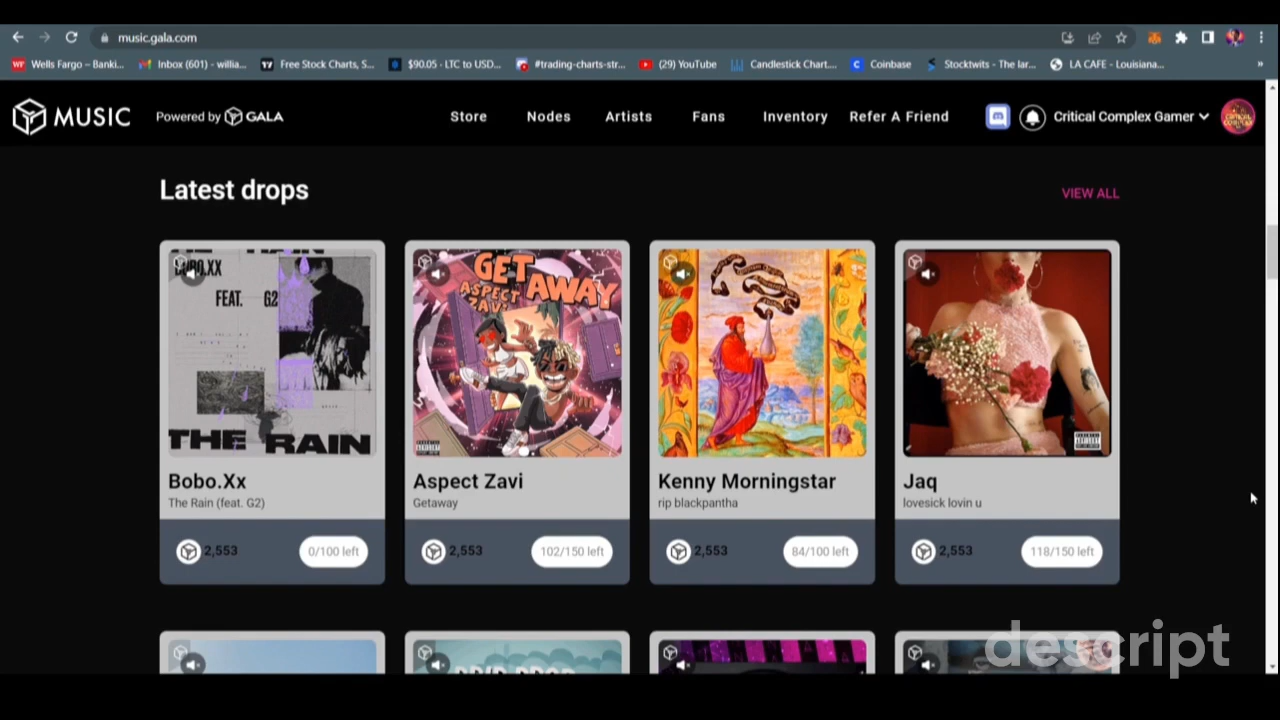 music.gala.com
Wells Fargo – Banki...
Inbox (601) - willia...
Free Stock Charts, S...
$90.05 - LTC to USD...
#trading-charts-str...
(29) YouTube
Candlestick Chart...
Coinbase
Stocktwits - The lar...
LA CAFE - Louisiana...
»
MUSIC
Powered by GALA
Store
Nodes
Artists
Fans
Inventory
Refer A Friend
Critical Complex Gamer
Latest drops
VIEW ALL
THE RAIN
BOBO.XX
FEAT. G2
THE RAIN
GET AWAY
ASPECT
ZAVI
Bobo.Xx
The Rain (feat. G2)
2,553
0/100 left
Aspect Zavi
Getaway
2,553
102/150 left
Kenny Morningstar
rip blackpantha
2,553
84/100 left
Jaq
lovesick lovin u
2,553
118/150 left
DRIP DROP
descript